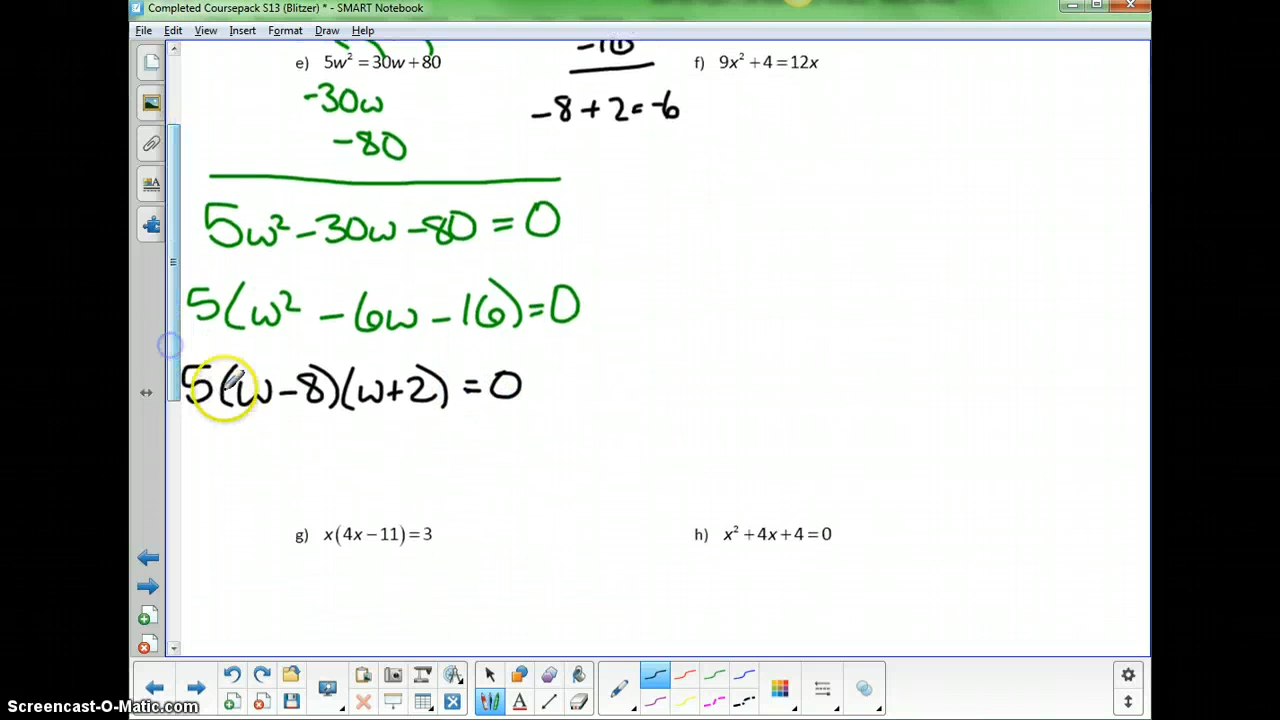 Completed Coursepack S13 (Blitzer) * - SMART Notebook
File Edit View Insert Format Draw Help
e) 5w² = 30w + 80
-30w
-80
5w² - 30w - 80 = 0
5(w² - 6w - 16) = 0
5(w - 8)(w + 2) = 0
-16
-8 + 2 = -6
f) 9x² + 4 = 12x
g) x(4x - 11) = 3
h) x² + 4x + 4 = 0
A
Screencast-O-Matic.com